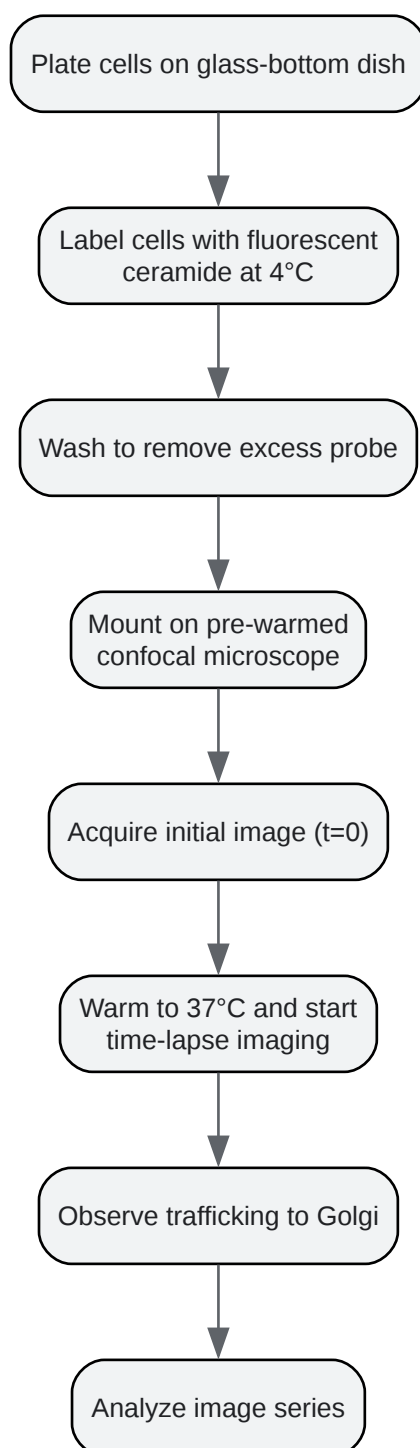 Plate cells on glass-bottom dish
Label cells with fluorescent
ceramide at 4°C
Wash to remove excess probe
Mount on pre-warmed
confocal microscope
Acquire initial image (t=0)
Warm to 37°C and start
time-lapse imaging
Observe trafficking to Golgi
Analyze image series